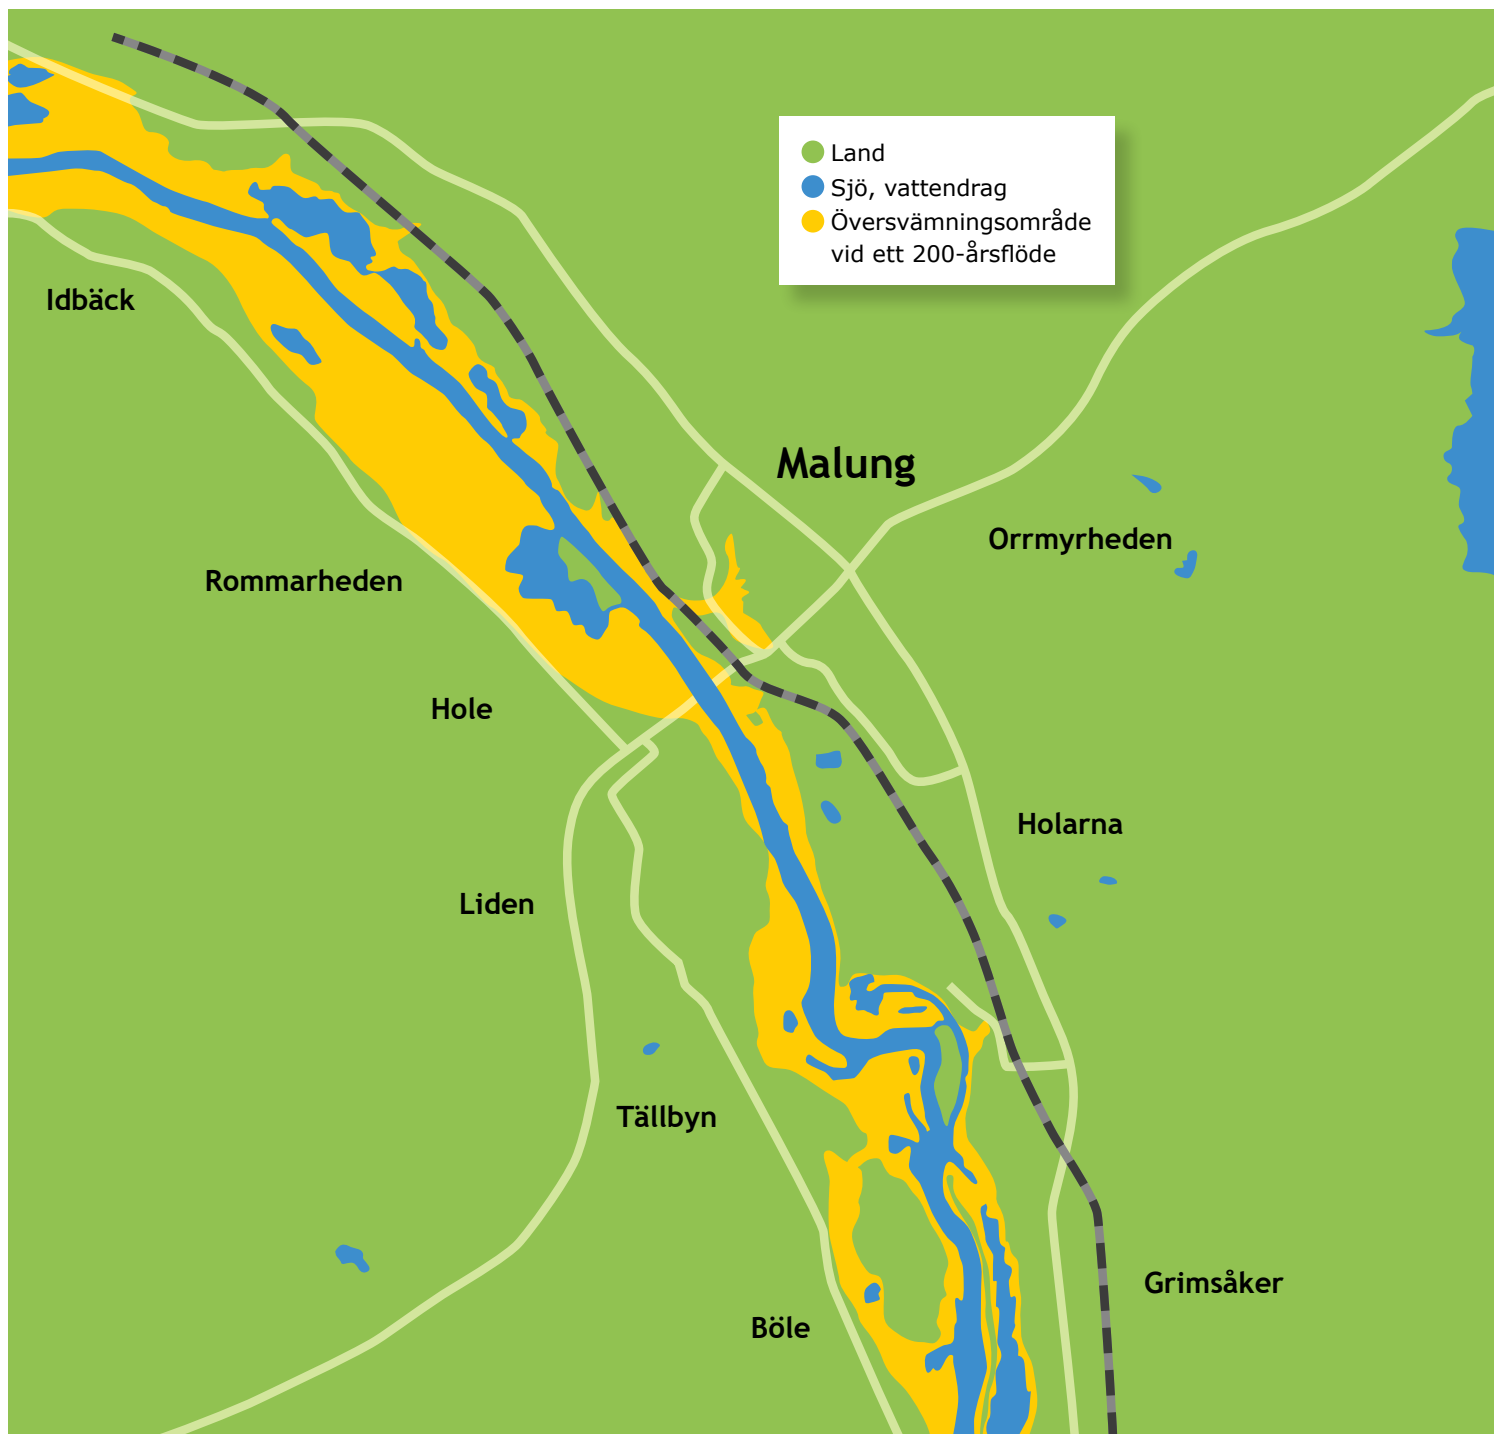 Land
Sjö, vattendrag
Översvämningsområde
vid ett 200-årsflöde
Idbäck
Malung
Orrmyrheden
Rommarheden
Hole
Holarna
Liden
Tällbyn
Grimsåker
Böle